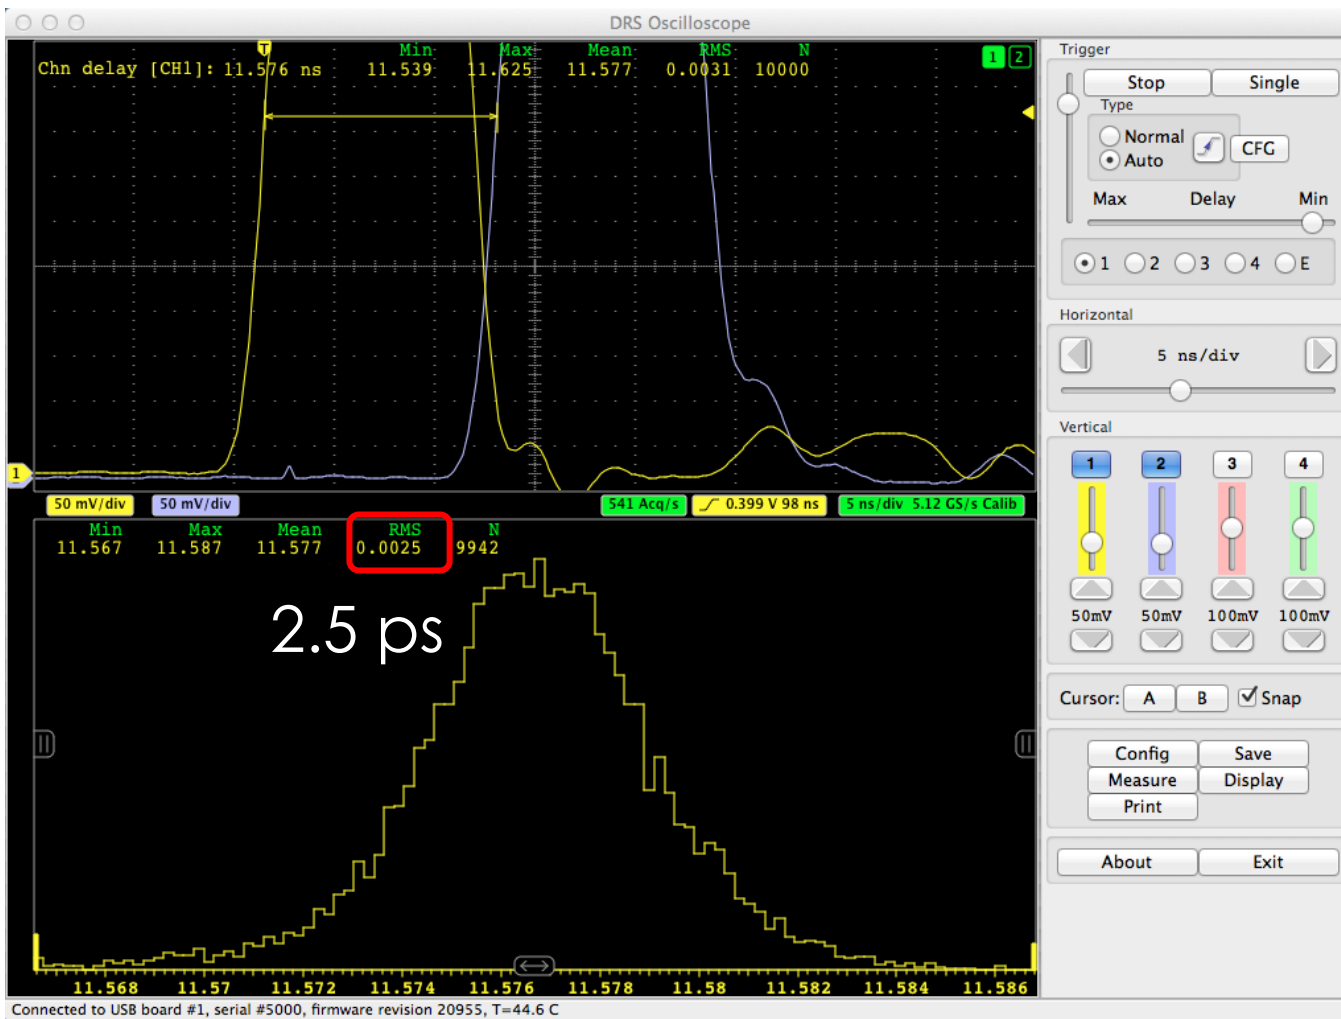 DRS Oscilloscope
T
Min Max Mean RMS N
Chn delay [CH1]: 11.576 ns 11.539 11.625 11.577 0.0031 10000
1 2
1
50 mV/div 50 mV/div 541 Acq/s 0.399 V 98 ns 5 ns/div 5.12 GS/s Calib
Min Max Mean RMS N
11.567 11.587 11.577 0.0025 9942
2.5 ps
11.568 11.57 11.572 11.574 11.576 11.578 11.58 11.582 11.584 11.586
Trigger
Stop Single
Type
Normal
Auto
CFG
Max Delay Min
1 2 3 4 E
Horizontal
5 ns/div
Vertical
1 2 3 4
50mV 50mV 100mV 100mV
Cursor: A B Snap
Config Save
Measure Display
Print
About Exit
Connected to USB board #1, serial #5000, firmware revision 20955, T=44.6 C